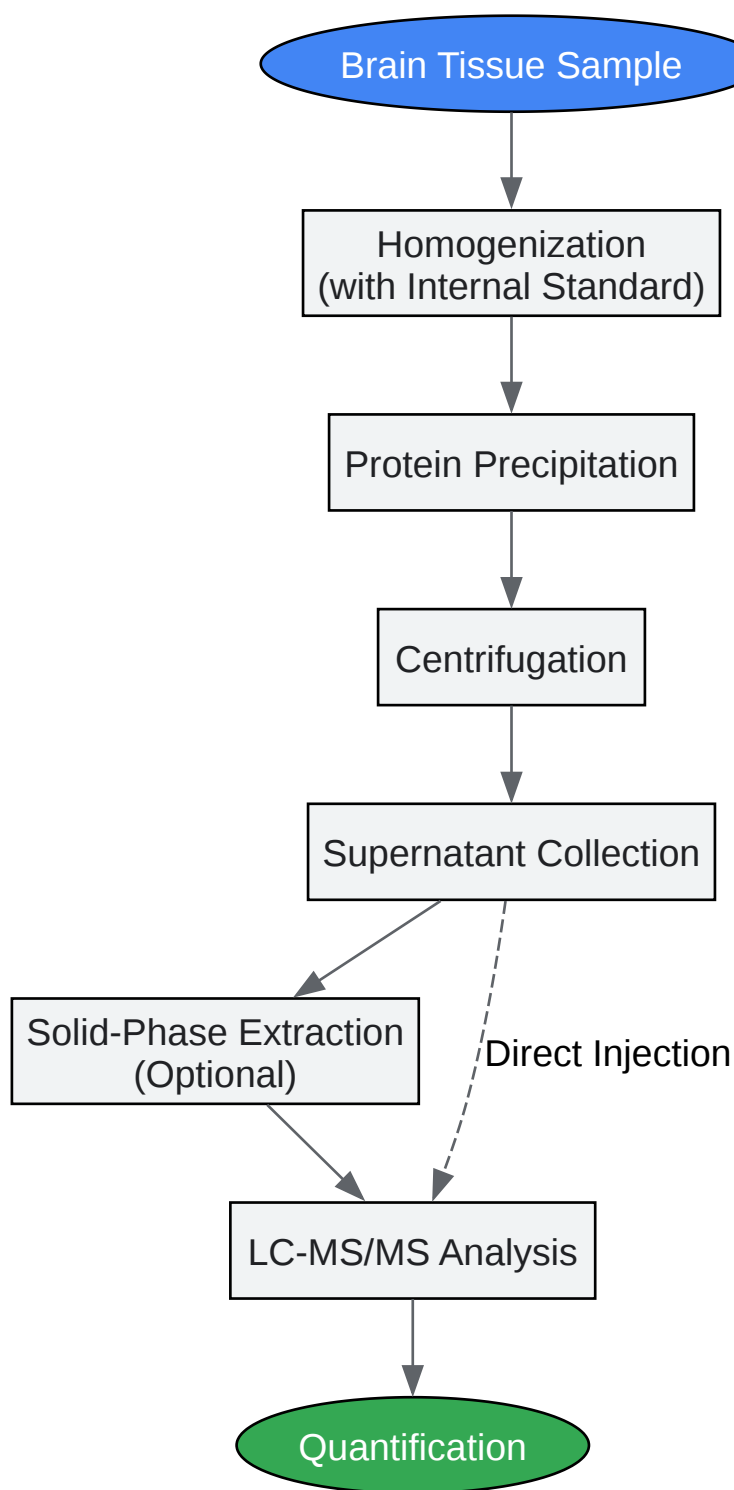 Brain Tissue Sample
Homogenization
(with Internal Standard)
Protein Precipitation
Centrifugation
Supernatant Collection
Solid-Phase Extraction
(Optional)
Direct Injection
LC-MS/MS Analysis
Quantification